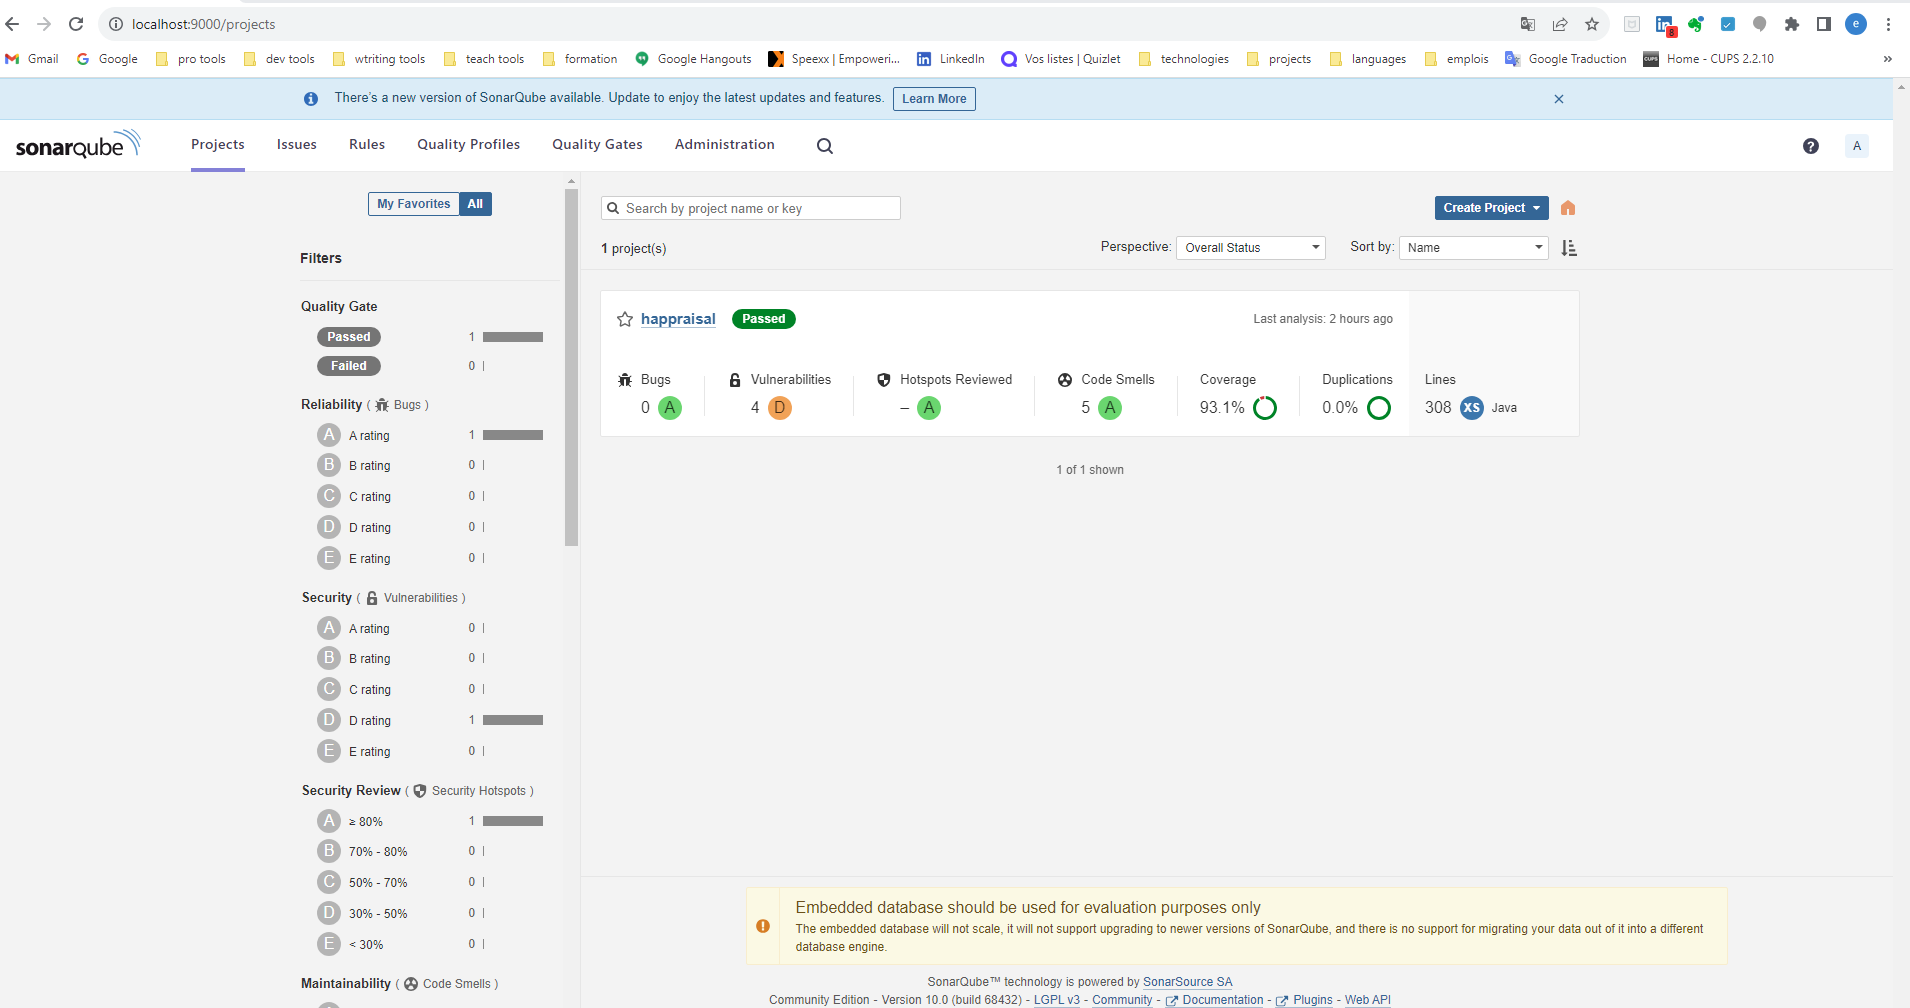 localhost:9000/projects
8
e
Gmail Google pro tools dev tools wtriting tools teach tools formation Google Hangouts Speexx | Empoweri... LinkedIn Vos listes | Quizlet technologies projects languages emplois Google Traduction CUPS Home - CUPS 2.2.10 »
There's a new version of SonarQube available. Update to enjoy the latest updates and features. Learn More
sonarqube Projects Issues Rules Quality Profiles Quality Gates Administration ? A
My Favorites All
Filters
Quality Gate
Passed 1
Failed 0
Reliability ( Bugs )
A A rating 1
B B rating 0
C C rating 0
D D rating 0
E E rating 0
Security ( Vulnerabilities )
A A rating 0
B B rating 0
C C rating 0
D D rating 1
E E rating 0
Security Review ( Security Hotspots )
A ≥ 80% 1
B 70% - 80% 0
C 50% - 70% 0
D 30% - 50% 0
E < 30% 0
Maintainability ( Code Smells )
Search by project name or key Create Project
1 project(s) Perspective: Overall Status Sort by: Name
happraisal Passed Last analysis: 2 hours ago
Bugs Vulnerabilities Hotspots Reviewed Code Smells Coverage Duplications Lines
0 A 4 D – A 5 A 93.1% 0.0% 308 XS Java
1 of 1 shown
Embedded database should be used for evaluation purposes only
The embedded database will not scale, it will not support upgrading to newer versions of SonarQube, and there is no support for migrating your data out of it into a different
database engine.
SonarQube™ technology is powered by SonarSource SA
Community Edition - Version 10.0 (build 68432) - LGPL v3 - Community - Documentation - Plugins - Web API